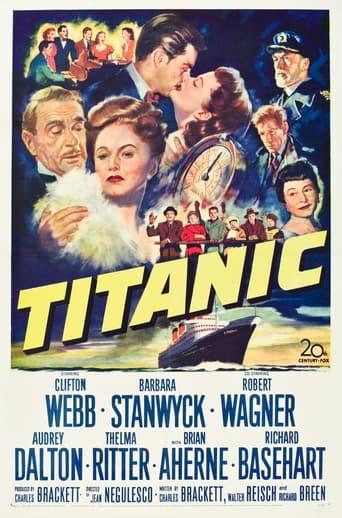 TITANIC
20th
CENTURY-FOX
STARRING
CLIFTON BARBARA
WEBB · STANWYCK ·
CO-STARRING
ROBERT
WAGNER
AUDREY THELMA with BRIAN RICHARD
DALTON · RITTER · AHERNE · BASEHART
PRODUCED BY CHARLES BRACKETT · DIRECTED BY JEAN NEGULESCO · WRITTEN BY CHARLES BRACKETT, WALTER REISCH and RICHARD BREEN